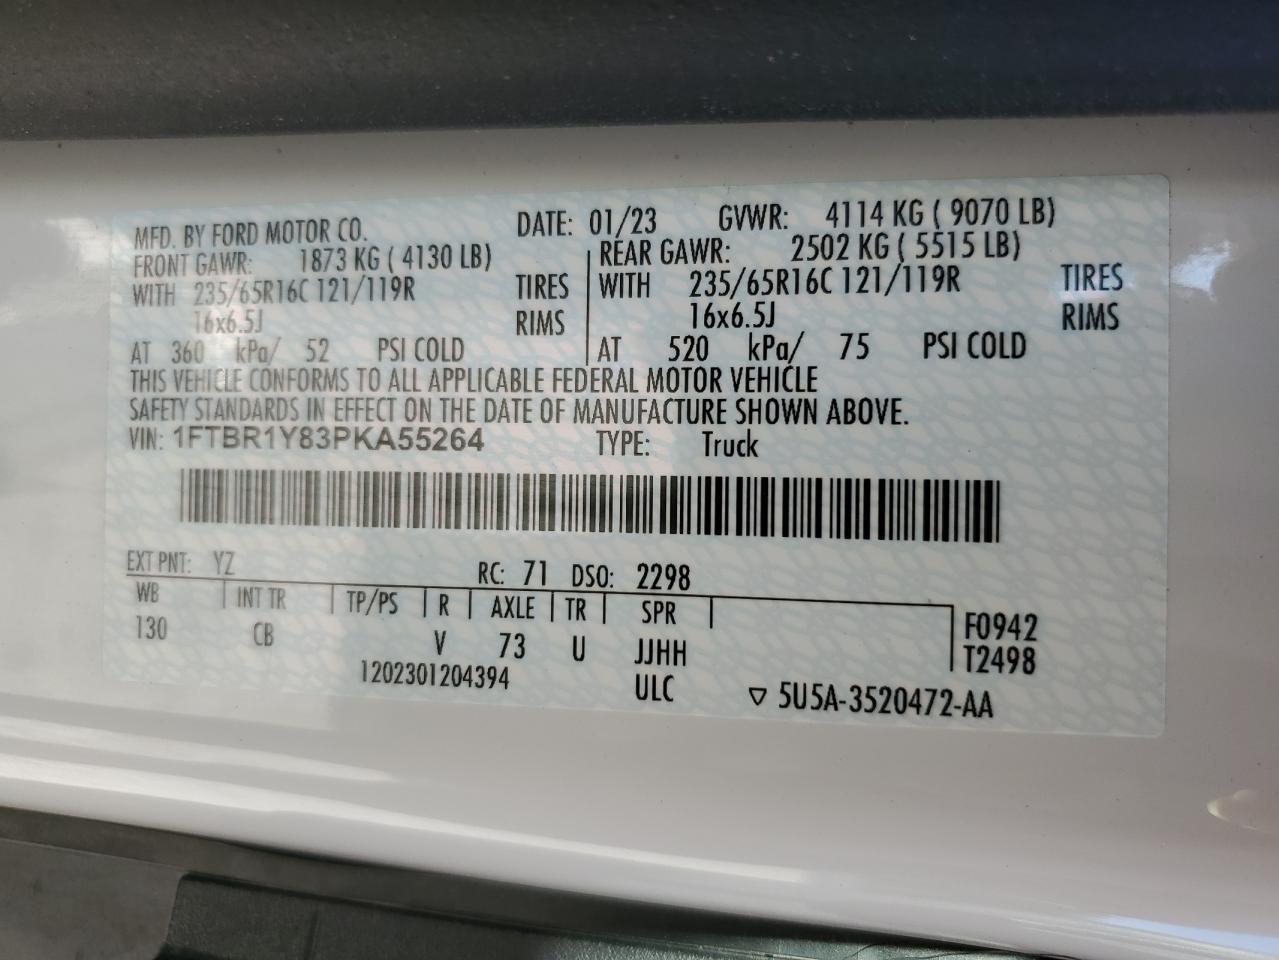 MFD. BY FORD MOTOR CO. DATE: 01/23 GVWR: 4114 KG ( 9070 LB)
FRONT GAWR: 1873 KG ( 4130 LB) REAR GAWR: 2502 KG ( 5515 LB)
WITH 235/65R16C 121/119R TIRES WITH 235/65R16C 121/119R TIRES
16x6.5J RIMS 16x6.5J RIMS
AT 360 kPa/ 52 PSI COLD AT 520 kPa/ 75 PSI COLD
THIS VEHICLE CONFORMS TO ALL APPLICABLE FEDERAL MOTOR VEHICLE
SAFETY STANDARDS IN EFFECT ON THE DATE OF MANUFACTURE SHOWN ABOVE.
VIN: 1FTBR1Y83PKA55264 TYPE: Truck
EXT PNT: YZ RC: 71 DSO: 2298
WB INT TR TP/PS R AXLE TR SPR F0942
130 CB V 73 U JJHH T2498
1202301204394 ULC ▽ 5U5A-3520472-AA